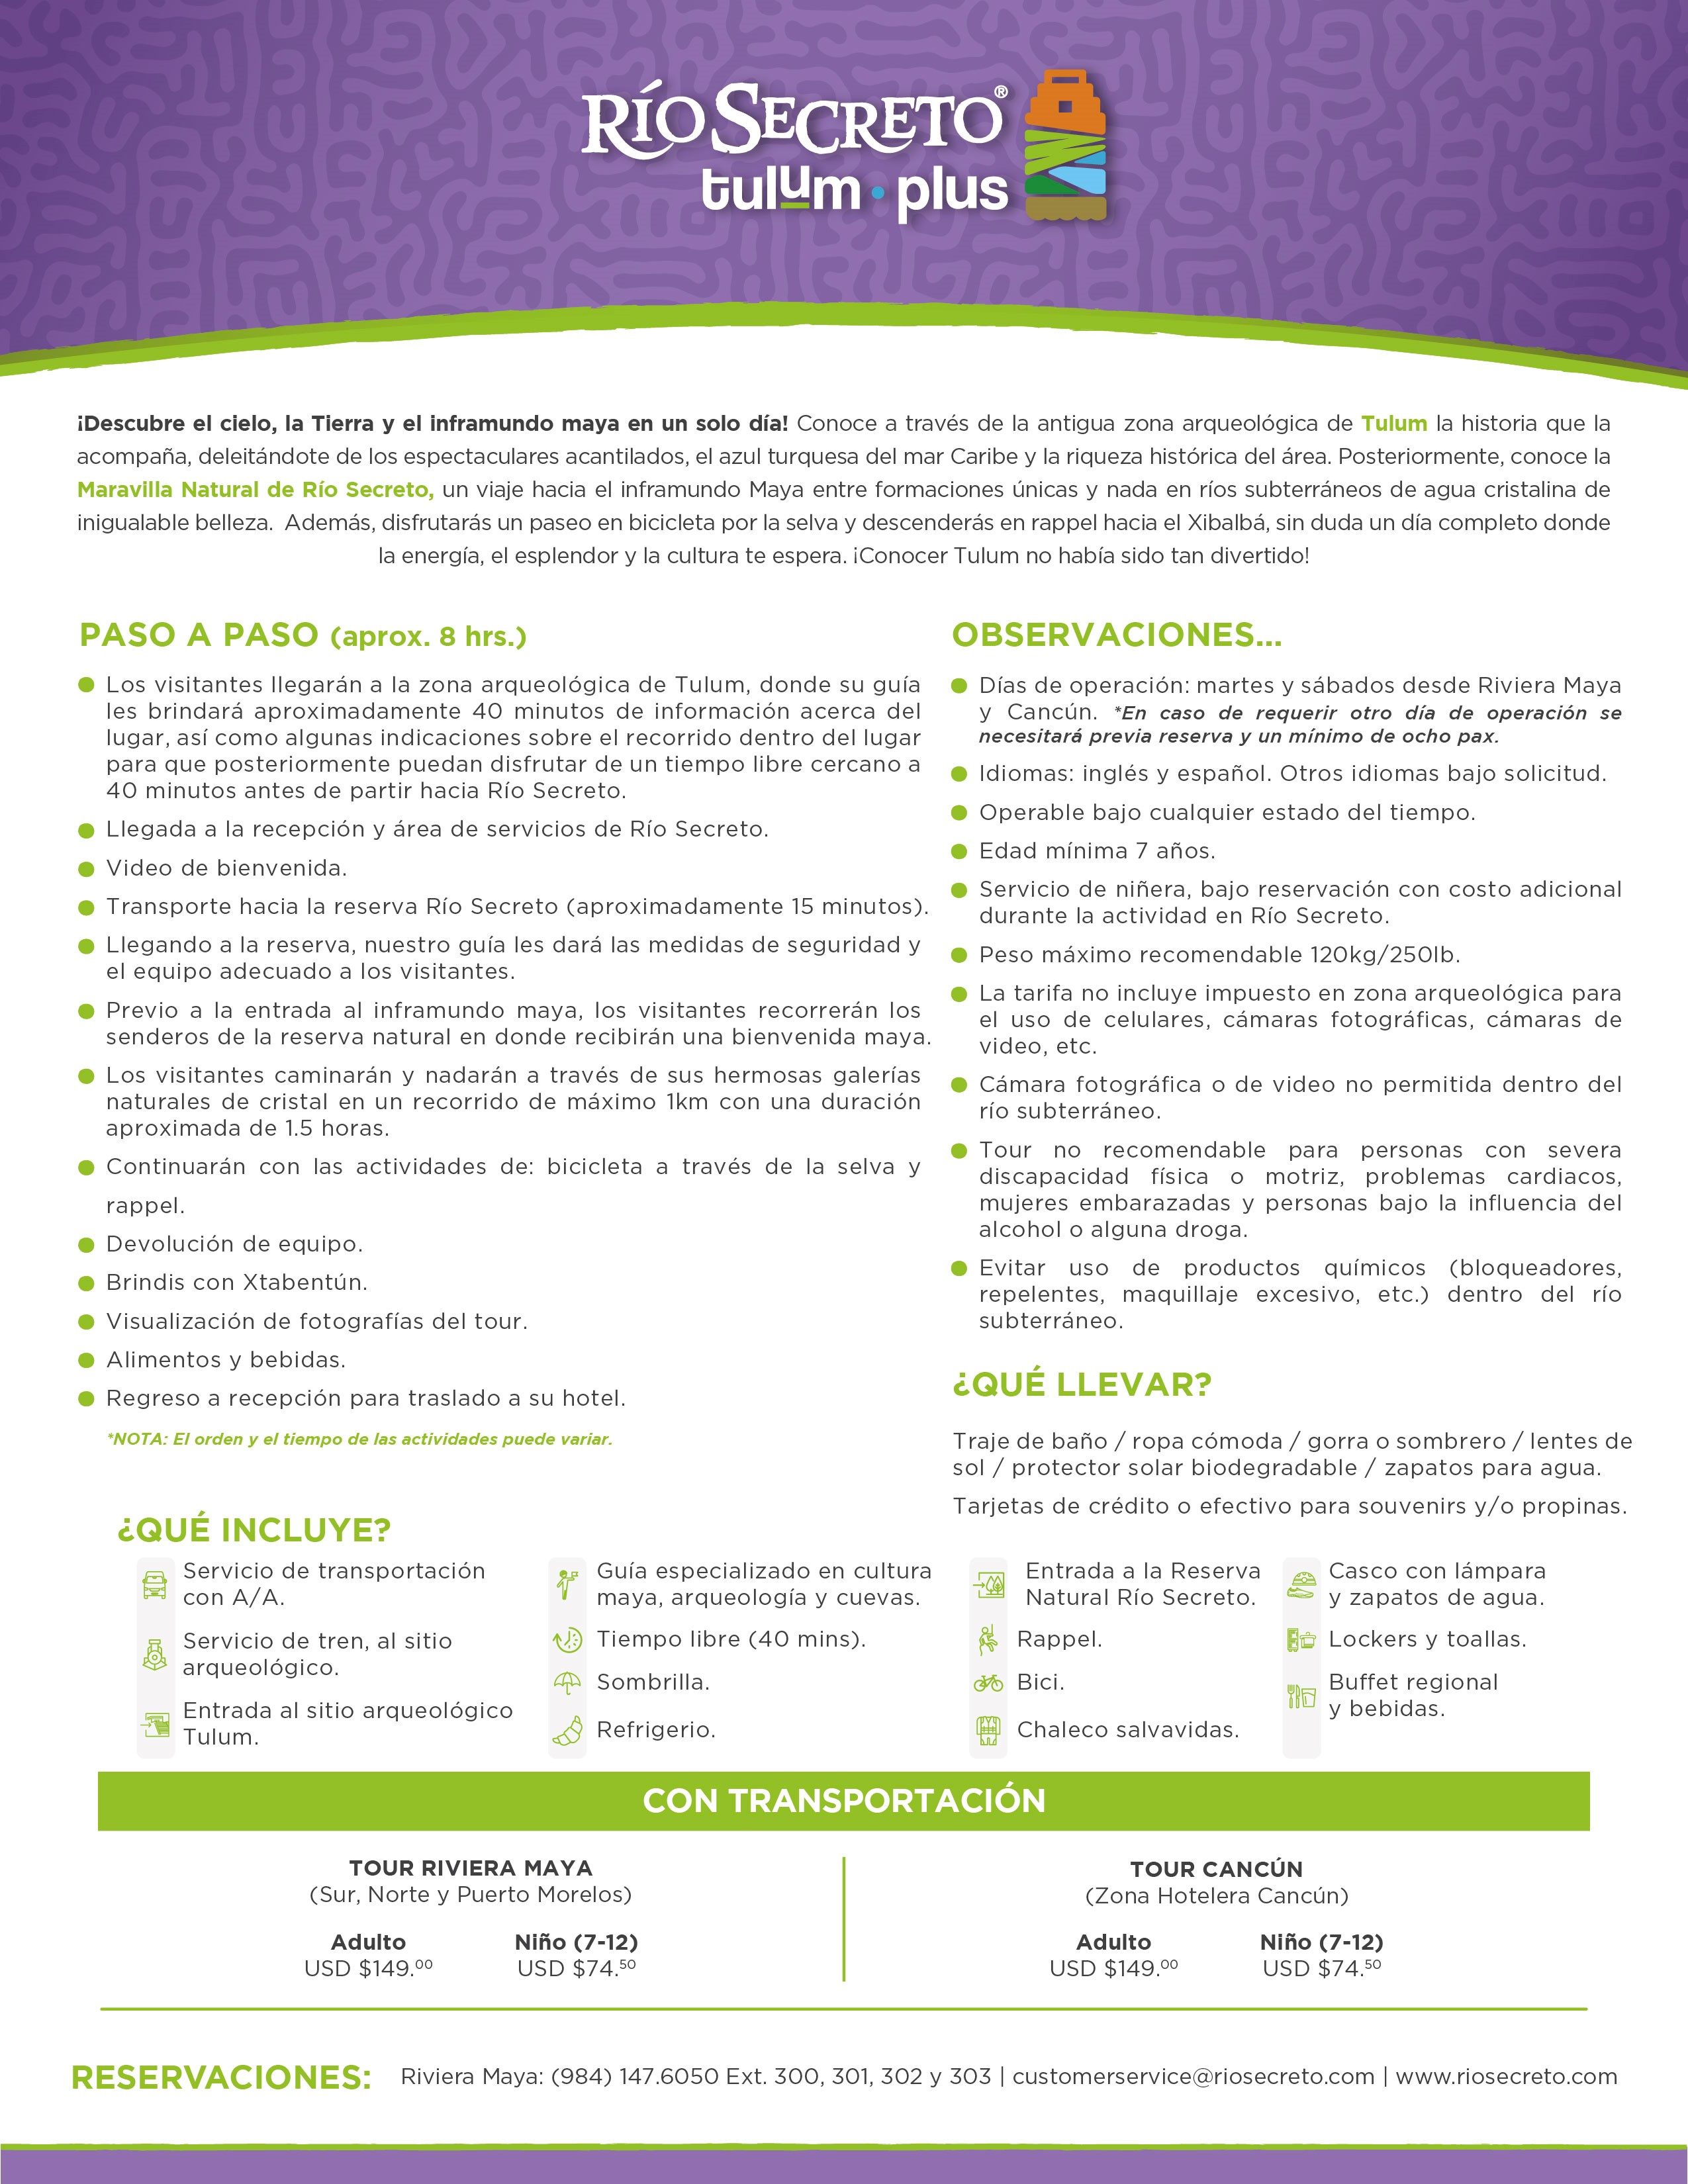 RÍO SECRETO®
tulum • plus
¡Descubre el cielo, la Tierra y el inframundo maya en un solo día! Conoce a través de la antigua zona arqueológica de Tulum la historia que la
acompaña, deleitándote de los espectaculares acantilados, el azul turquesa del mar Caribe y la riqueza histórica del área. Posteriormente, conoce la
Maravilla Natural de Río Secreto, un viaje hacia el inframundo Maya entre formaciones únicas y nada en ríos subterráneos de agua cristalina de
inigualable belleza. Además, disfrutarás un paseo en bicicleta por la selva y descenderás en rappel hacia el Xibalbá, sin duda un día completo donde
la energía, el esplendor y la cultura te espera. ¡Conocer Tulum no había sido tan divertido!
PASO A PASO (aprox. 8 hrs.)
● Los visitantes llegarán a la zona arqueológica de Tulum, donde su guía
les brindará aproximadamente 40 minutos de información acerca del
lugar, así como algunas indicaciones sobre el recorrido dentro del lugar
para que posteriormente puedan disfrutar de un tiempo libre cercano a
40 minutos antes de partir hacia Río Secreto.
● Llegada a la recepción y área de servicios de Río Secreto.
● Video de bienvenida.
● Transporte hacia la reserva Río Secreto (aproximadamente 15 minutos).
● Llegando a la reserva, nuestro guía les dará las medidas de seguridad y
el equipo adecuado a los visitantes.
● Previo a la entrada al inframundo maya, los visitantes recorrerán los
senderos de la reserva natural en donde recibirán una bienvenida maya.
● Los visitantes caminarán y nadarán a través de sus hermosas galerías
naturales de cristal en un recorrido de máximo 1km con una duración
aproximada de 1.5 horas.
● Continuarán con las actividades de: bicicleta a través de la selva y
rappel.
● Devolución de equipo.
● Brindis con Xtabentún.
● Visualización de fotografías del tour.
● Alimentos y bebidas.
● Regreso a recepción para traslado a su hotel.
*NOTA: El orden y el tiempo de las actividades puede variar.
OBSERVACIONES...
● Días de operación: martes y sábados desde Riviera Maya
y Cancún. *En caso de requerir otro día de operación se
necesitará previa reserva y un mínimo de ocho pax.
● Idiomas: inglés y español. Otros idiomas bajo solicitud.
● Operable bajo cualquier estado del tiempo.
● Edad mínima 7 años.
● Servicio de niñera, bajo reservación con costo adicional
durante la actividad en Río Secreto.
● Peso máximo recomendable 120kg/250lb.
● La tarifa no incluye impuesto en zona arqueológica para
el uso de celulares, cámaras fotográficas, cámaras de
video, etc.
● Cámara fotográfica o de video no permitida dentro del
río subterráneo.
● Tour no recomendable para personas con severa
discapacidad física o motriz, problemas cardiacos,
mujeres embarazadas y personas bajo la influencia del
alcohol o alguna droga.
● Evitar uso de productos químicos (bloqueadores,
repelentes, maquillaje excesivo, etc.) dentro del río
subterráneo.
¿QUÉ LLEVAR?
Traje de baño / ropa cómoda / gorra o sombrero / lentes de
sol / protector solar biodegradable / zapatos para agua.
Tarjetas de crédito o efectivo para souvenirs y/o propinas.
¿QUÉ INCLUYE?
Servicio de transportación
con A/A.
Servicio de tren, al sitio
arqueológico.
Entrada al sitio arqueológico
Tulum.
Guía especializado en cultura
maya, arqueología y cuevas.
Tiempo libre (40 mins).
Sombrilla.
Refrigerio.
Entrada a la Reserva
Natural Río Secreto.
Rappel.
Bici.
Chaleco salvavidas.
Casco con lámpara
y zapatos de agua.
Lockers y toallas.
Buffet regional
y bebidas.
CON TRANSPORTACIÓN
TOUR RIVIERA MAYA
(Sur, Norte y Puerto Morelos)
Adulto Niño (7-12)
USD $149.00 USD $74.50
TOUR CANCÚN
(Zona Hotelera Cancún)
Adulto Niño (7-12)
USD $149.00 USD $74.50
RESERVACIONES: Riviera Maya: (984) 147.6050 Ext. 300, 301, 302 y 303 | customerservice@riosecreto.com | www.riosecreto.com